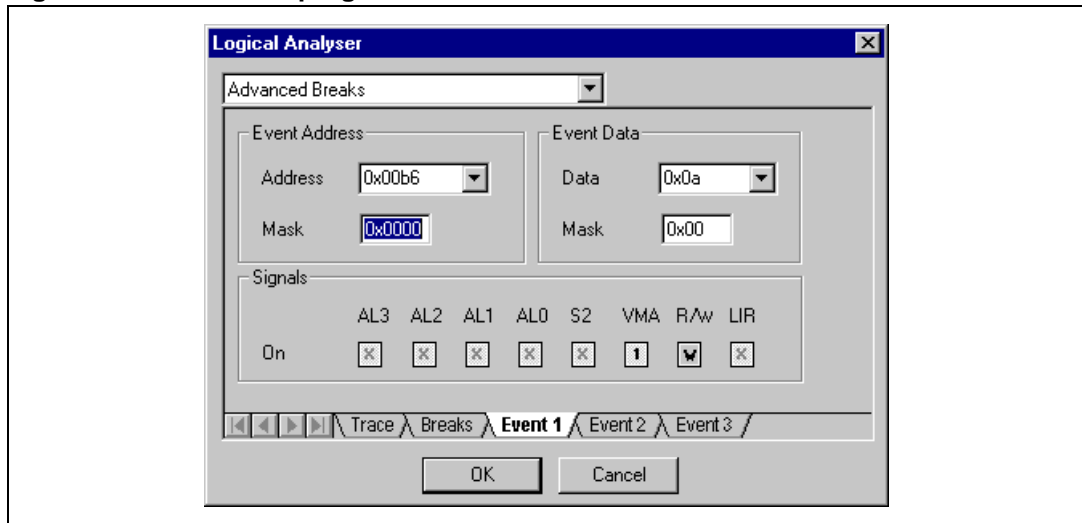 Logical Analyser
Advanced Breaks
Event Address
Event Data
Address 0x00b6
Data 0x0a
Mask 0x0000
Mask 0x00
Signals
AL3 AL2 AL1 AL0 S2 VMA R/w LIR
On X X X X X 1 w X
Trace Breaks Event 1 Event 2 Event 3
OK Cancel